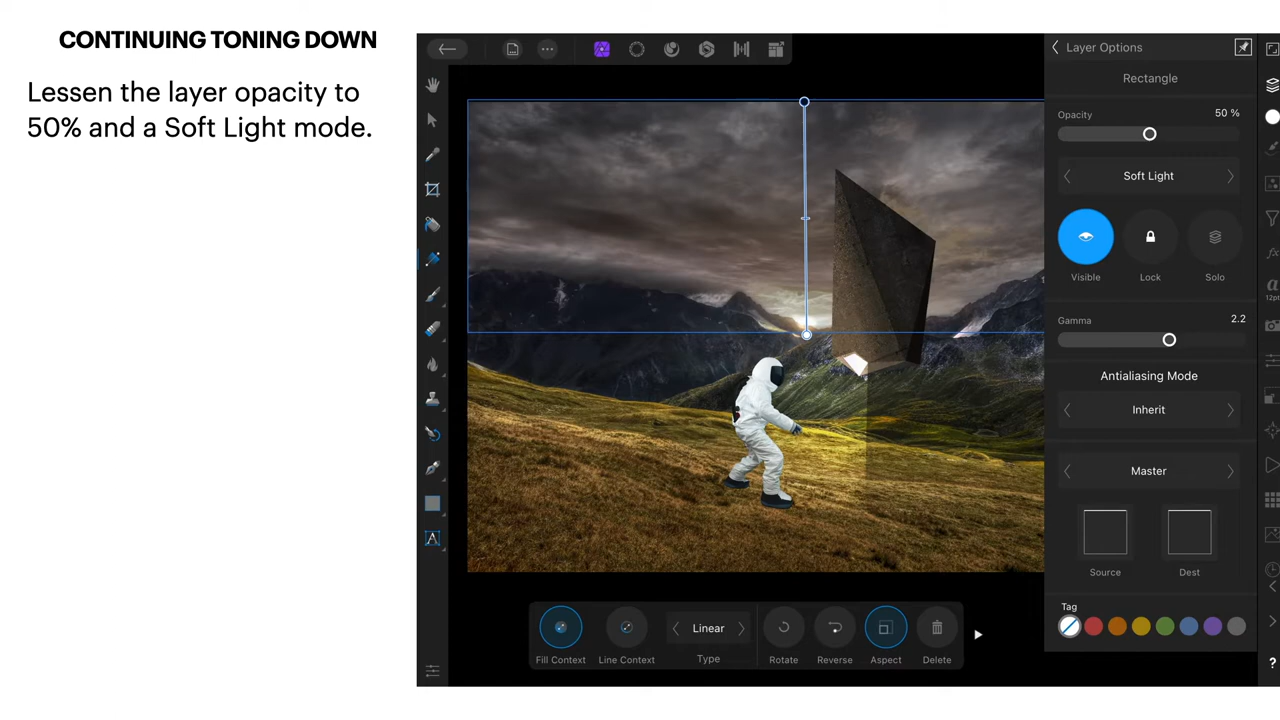 CONTINUING TONING DOWN
Lessen the layer opacity to
50% and a Soft Light mode.
Layer Options
Rectangle
Opacity 50 %
Soft Light
Visible Lock Solo
Gamma 2.2
Antialiasing Mode
Inherit
Master
Source Dest
Tag
A
a
12pt
fx
?
Linear
Fill Context Line Context Type Rotate Reverse Aspect Delete